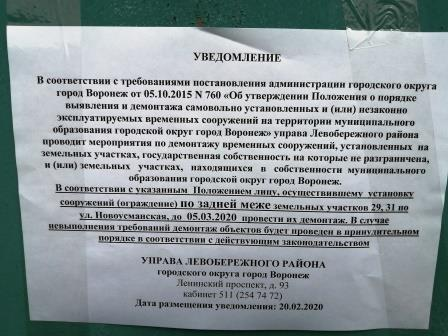 УВЕДОМЛЕНИЕ
В соответствии с требованиями постановления администрации городского округа
город Воронеж от 05.10.2015 N 760 «Об утверждении Положения о порядке
выявления и демонтажа самовольно установленных и (или) незаконно
эксплуатируемых временных сооружений на территории муниципального
образования городской округ город Воронеж» управа Левобережного района
проводит мероприятия по демонтажу временных сооружений, установленных на
земельных участках, государственная собственность на которые не разграничена,
и (или) земельных участках, находящихся в собственности муниципального
образования городской округ город Воронеж.
В соответствии с указанным Положением лицу, осуществившему установку
сооружений (ограждение) по задней меже земельных участков 29, 31 по
ул. Новоусманская, до 05.03.2020 провести их демонтаж. В случае
невыполнения требований демонтаж объектов будет проведен в принудительном
порядке в соответствии с действующим законодательством
УПРАВА ЛЕВОБЕРЕЖНОГО РАЙОНА
городского округа город Воронеж
Ленинский проспект, д. 93
кабинет 511 (254 74 72)
Дата размещения уведомления: 20.02.2020